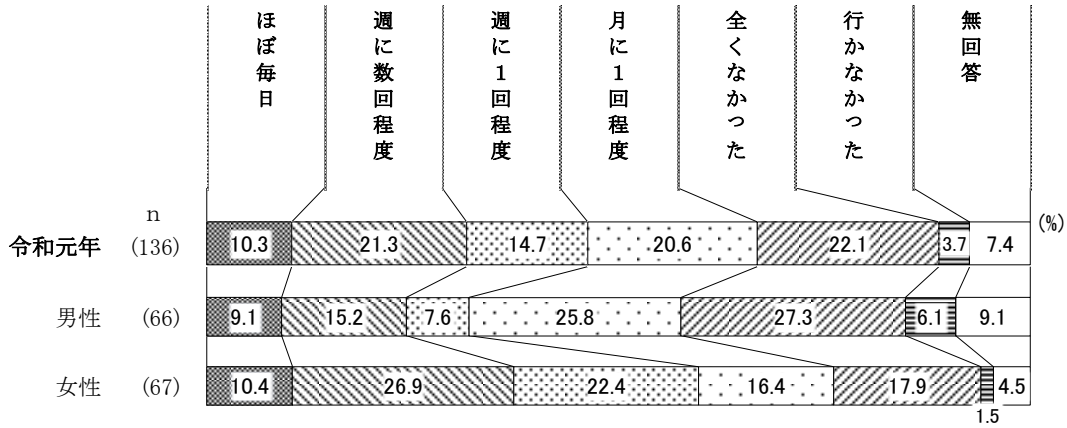 ほぼ毎日
週に数回程度
週に１回程度
月に１回程度
全くなかった
行かなかった
無回答
n
(%)
令和元年 (136) 10.3 21.3 14.7 20.6 22.1 3.7 7.4
男性 (66) 9.1 15.2 7.6 25.8 27.3 6.1 9.1
女性 (67) 10.4 26.9 22.4 16.4 17.9 4.5
1.5